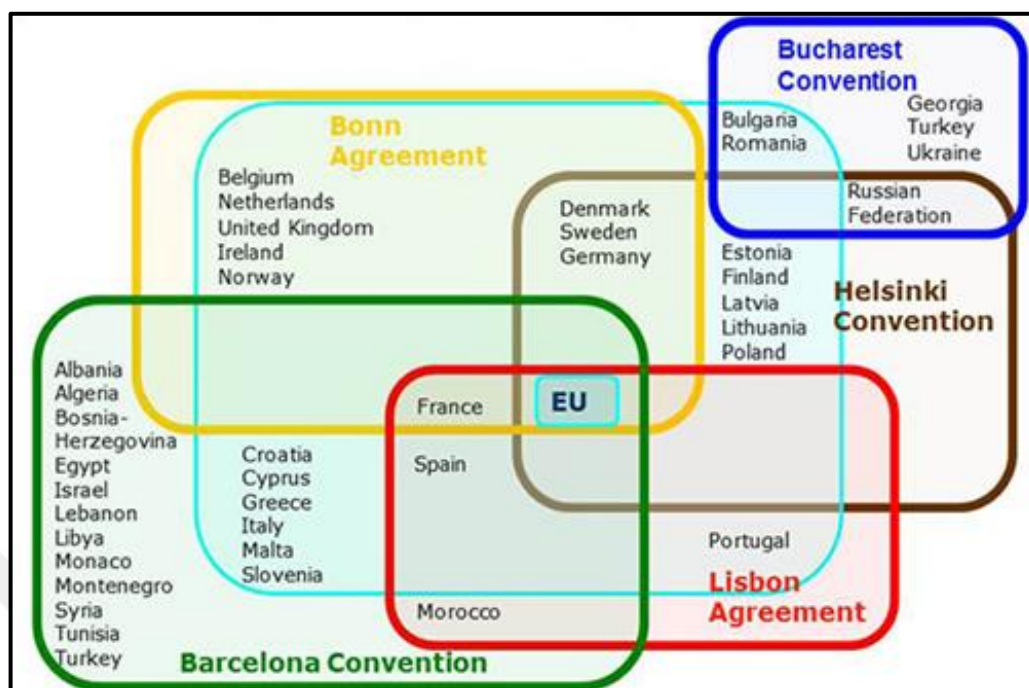 Bucharest
Convention
Georgia
Turkey
Ukraine
Bulgaria
Romania
Russian
Federation
Bonn
Agreement
Belgium
Netherlands
United Kingdom
Ireland
Norway
Denmark
Sweden
Germany
Estonia
Finland
Latvia
Lithuania
Poland
Helsinki
Convention
Albania
Algeria
Bosnia-
Herzegovina
Egypt
Israel
Lebanon
Libya
Monaco
Montenegro
Syria
Tunisia
Turkey
France
EU
Spain
Croatia
Cyprus
Greece
Italy
Malta
Slovenia
Morocco
Portugal
Lisbon
Agreement
Barcelona Convention